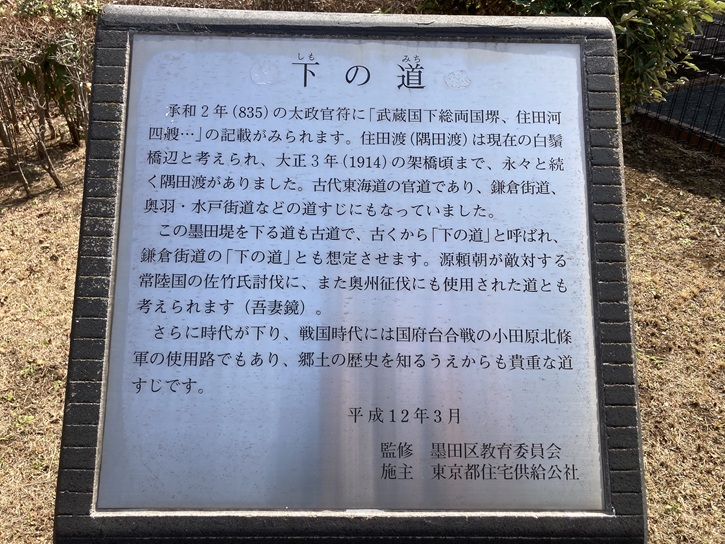 下の道
しも みち
承和2年(835)の太政官符に「武蔵国下総両国堺、住田河
四艘…」の記載がみられます。住田渡(隅田渡)は現在の白鬚
橋辺と考えられ、大正3年(1914)の架橋頃まで、永々と続
く隅田渡がありました。古代東海道の官道であり、鎌倉街道、
奥羽・水戸街道などの道すじにもなっていました。
この墨田堤を下る道も古道で、古くから「下の道」と呼ばれ、
鎌倉街道の「下の道」とも想定させます。源頼朝が敵対する
常陸国の佐竹氏討伐に、また奥州征伐にも使用された道とも
考えられます(吾妻鏡)。
さらに時代が下り、戦国時代には国府台合戦の小田原北條
軍の使用路でもあり、郷土の歴史を知るうえからも貴重な道
すじです。
平成12年3月
監修 墨田区教育委員会
施主 東京都住宅供給公社